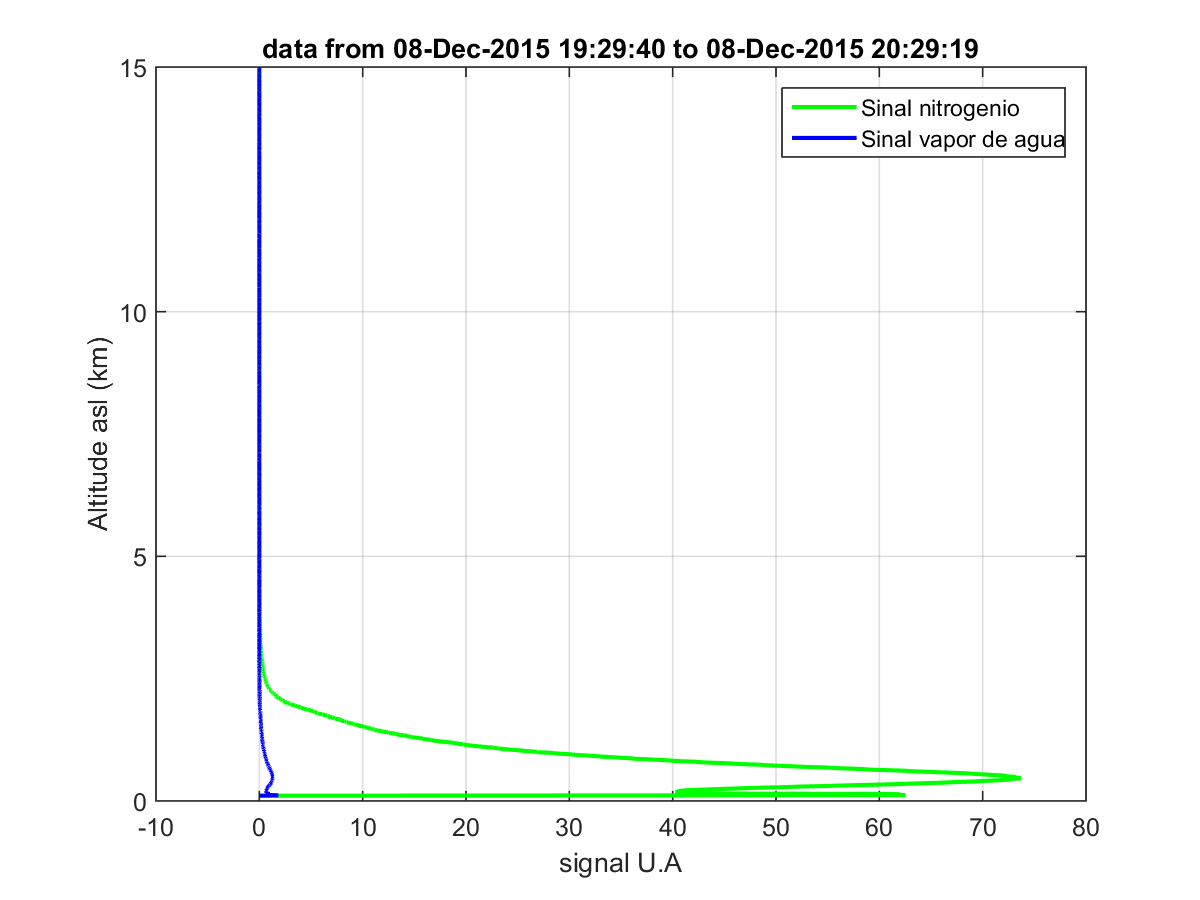 data from 08-Dec-2015 19:29:40 to 08-Dec-2015 20:29:19
Sinal nitrogenio
Sinal vapor de agua
15
10
5
0
Altitude asl (km)
-10 0 10 20 30 40 50 60 70 80
signal U.A